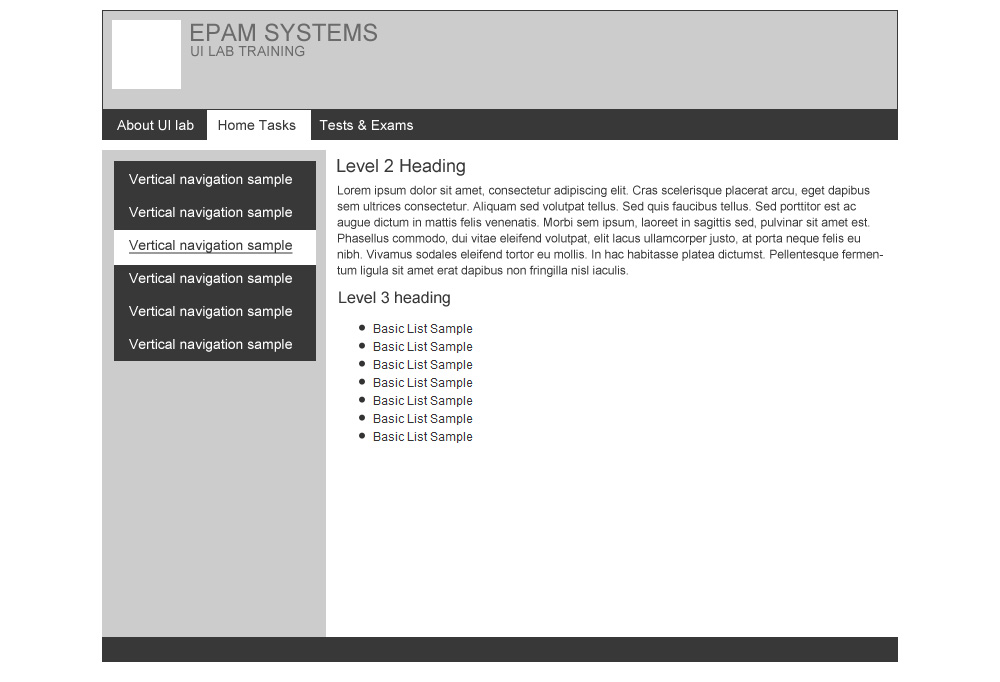 EPAM SYSTEMS
UI LAB TRAINING
About UI lab Home Tasks Tests & Exams
Vertical navigation sample
Vertical navigation sample
Vertical navigation sample
Vertical navigation sample
Vertical navigation sample
Vertical navigation sample
Level 2 Heading
Lorem ipsum dolor sit amet, consectetur adipiscing elit. Cras scelerisque placerat arcu, eget dapibus
sem ultrices consectetur. Aliquam sed volutpat tellus. Sed quis faucibus tellus. Sed porttitor est ac
augue dictum in mattis felis venenatis. Morbi sem ipsum, laoreet in sagittis sed, pulvinar sit amet est.
Phasellus commodo, dui vitae eleifend volutpat, elit lacus ullamcorper justo, at porta neque felis eu
nibh. Vivamus sodales eleifend tortor eu mollis. In hac habitasse platea dictumst. Pellentesque fermen-
tum ligula sit amet erat dapibus non fringilla nisl iaculis.
Level 3 heading
• Basic List Sample
• Basic List Sample
• Basic List Sample
• Basic List Sample
• Basic List Sample
• Basic List Sample
• Basic List Sample